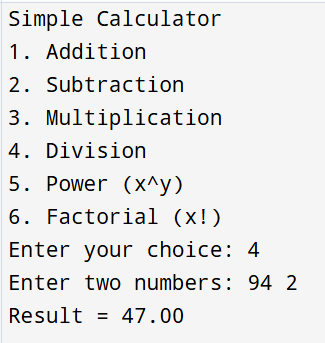 Simple Calculator
1. Addition
2. Subtraction
3. Multiplication
4. Division
5. Power (x^y)
6. Factorial (x!)
Enter your choice: 4
Enter two numbers: 94 2
Result = 47.00